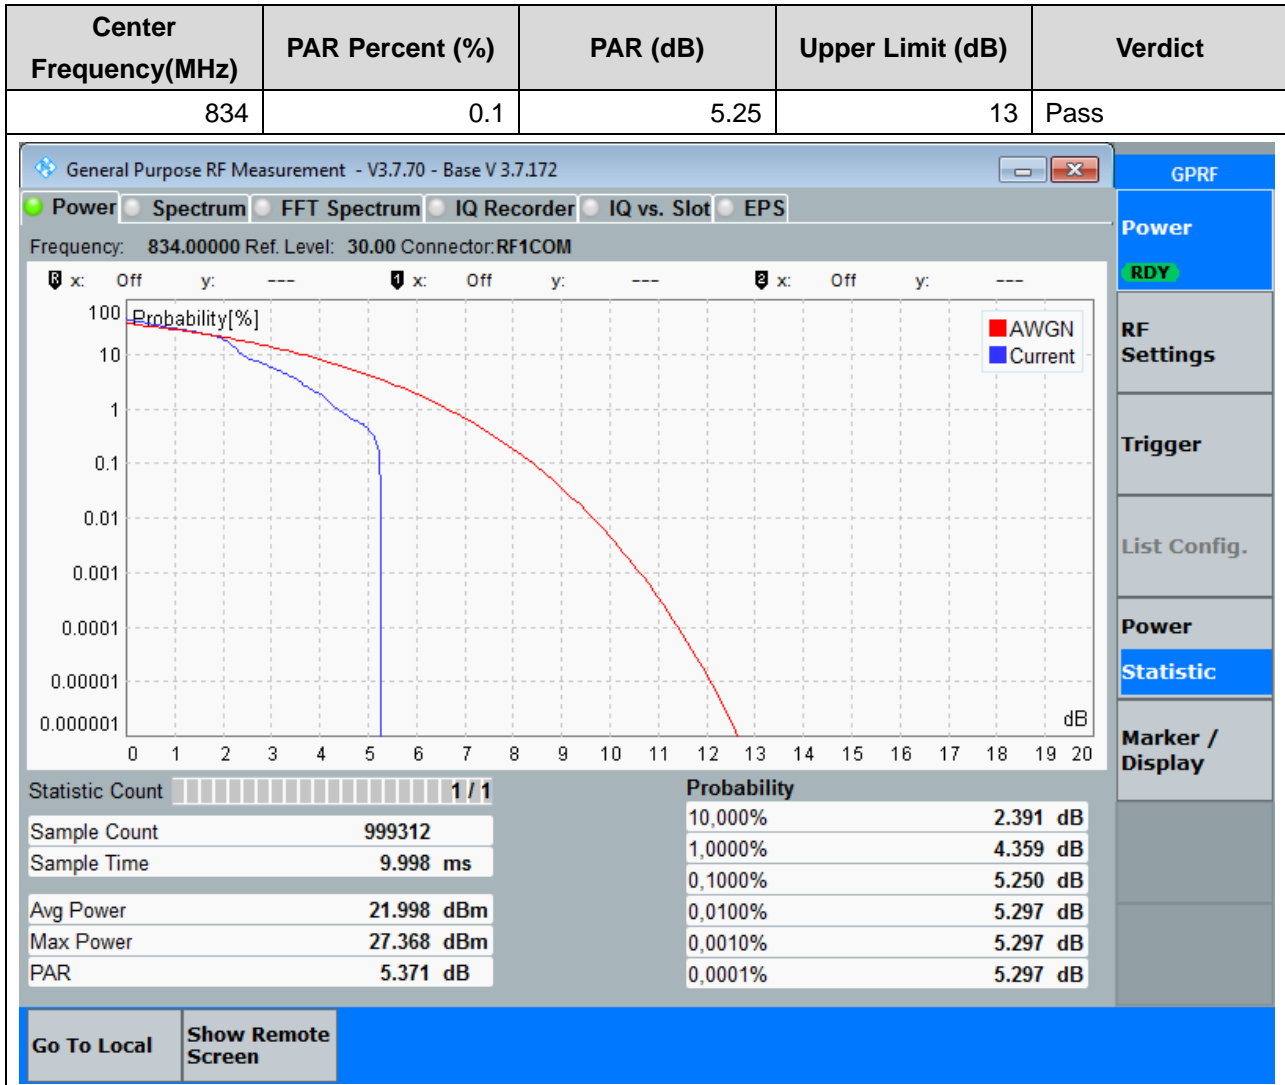 Center Frequency(MHz) PAR Percent (%) PAR (dB) Upper Limit (dB) Verdict
834 0.1 5.25 13 Pass
General Purpose RF Measurement - V3.7.70 - Base V 3.7.172
GPRF
Power Spectrum FFT Spectrum IQ Recorder IQ vs. Slot EPS
Frequency: 834.00000 Ref. Level: 30.00 Connector:RF1COM
R x: Off y: --- 1 x: Off y: --- 2 x: Off y: ---
Probability[%]
AWGN
Current
100
10
1
0.1
0.01
0.001
0.0001
0.00001
0.000001
dB
0 1 2 3 4 5 6 7 8 9 10 11 12 13 14 15 16 17 18 19 20
Statistic Count 1 / 1
Sample Count 999312
Sample Time 9.998 ms
Avg Power 21.998 dBm
Max Power 27.368 dBm
PAR 5.371 dB
Probability
10,000% 2.391 dB
1,0000% 4.359 dB
0,1000% 5.250 dB
0,0100% 5.297 dB
0,0010% 5.297 dB
0,0001% 5.297 dB
Power
RDY
RF
Settings
Trigger
List Config.
Power
Statistic
Marker /
Display
Go To Local
Show Remote
Screen